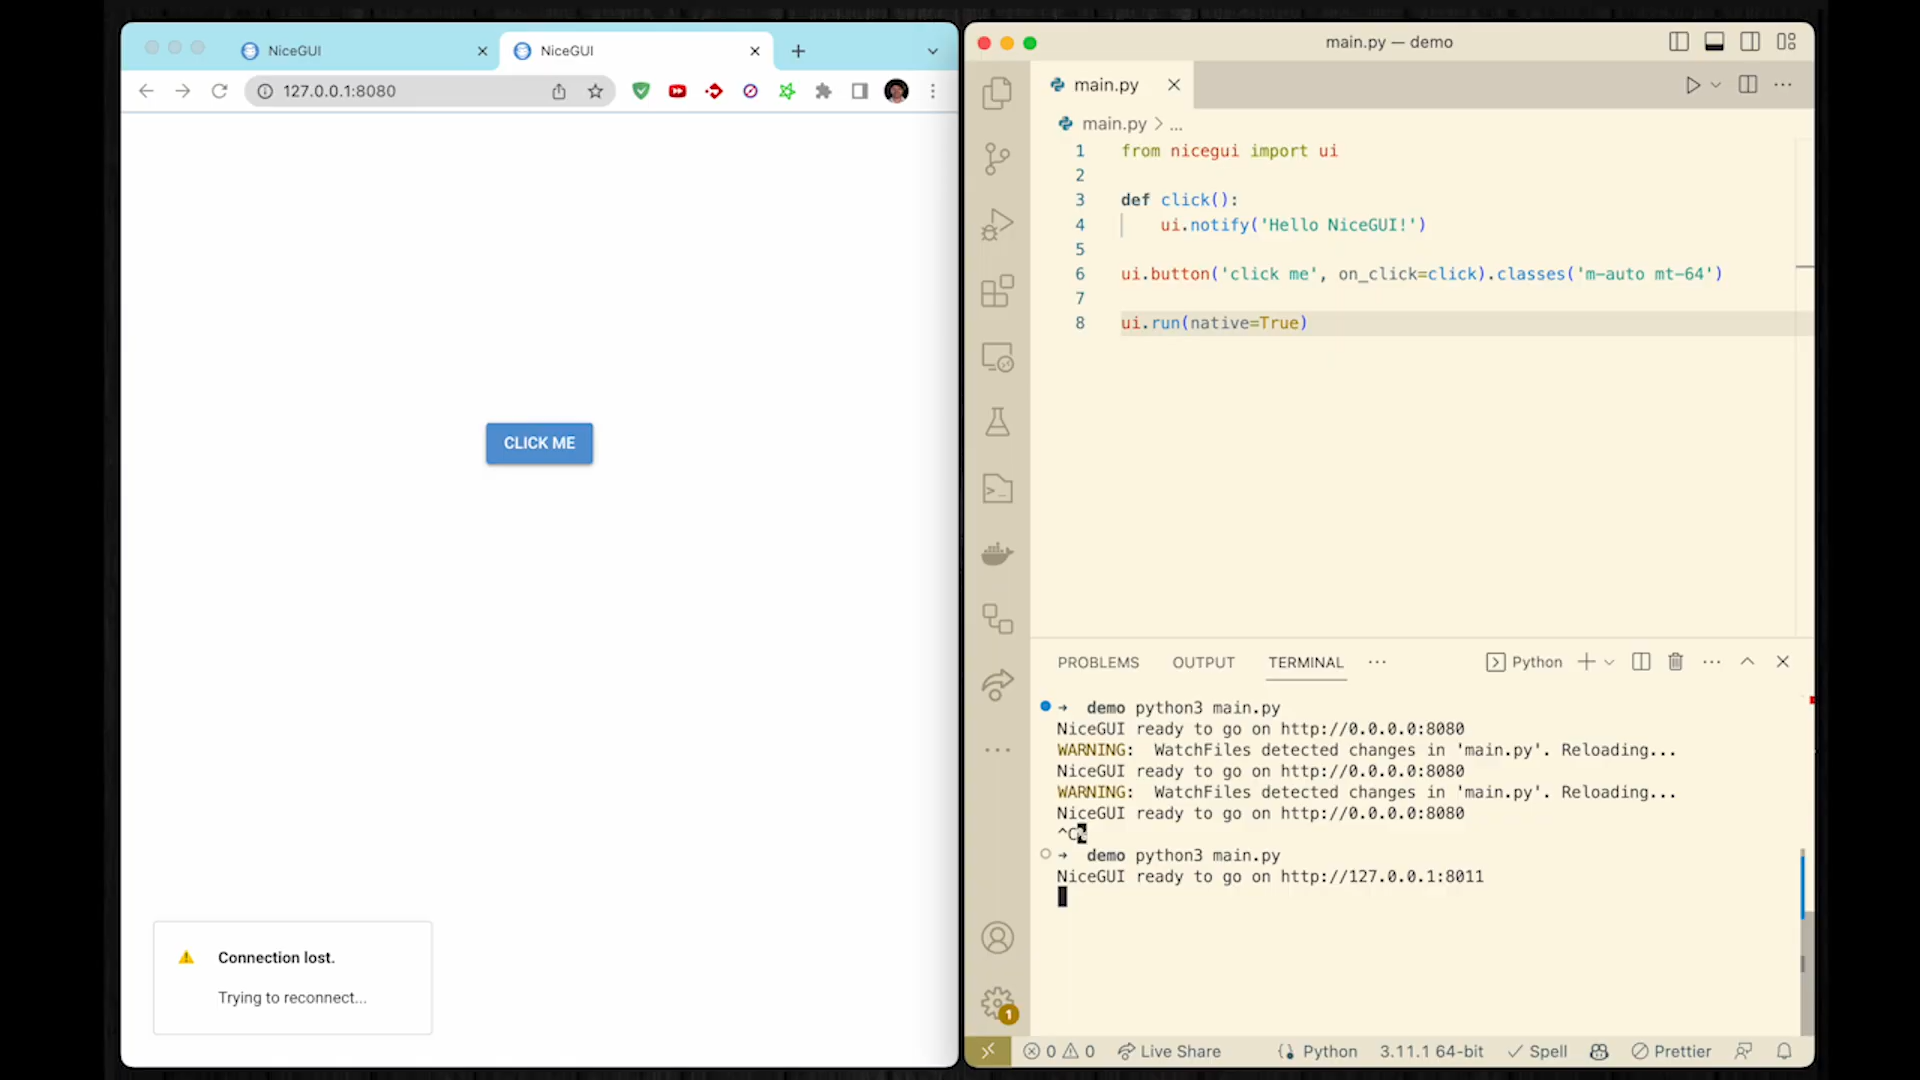 NiceGUI
NiceGUI
127.0.0.1:8080
CLICK ME
Connection lost.
Trying to reconnect...
main.py — demo
main.py
main.py > ...
1 from nicegui import ui
2
3 def click():
4 ui.notify('Hello NiceGUI!')
5
6 ui.button('click me', on_click=click).classes('m-auto mt-64')
7
8 ui.run(native=True)
PROBLEMS OUTPUT TERMINAL ... Python
→ demo python3 main.py
NiceGUI ready to go on http://0.0.0.0:8080
WARNING: WatchFiles detected changes in 'main.py'. Reloading...
NiceGUI ready to go on http://0.0.0.0:8080
WARNING: WatchFiles detected changes in 'main.py'. Reloading...
NiceGUI ready to go on http://0.0.0.0:8080
^C%
→ demo python3 main.py
NiceGUI ready to go on http://127.0.0.1:8011
1
0 0 Live Share Python 3.11.1 64-bit Spell Prettier